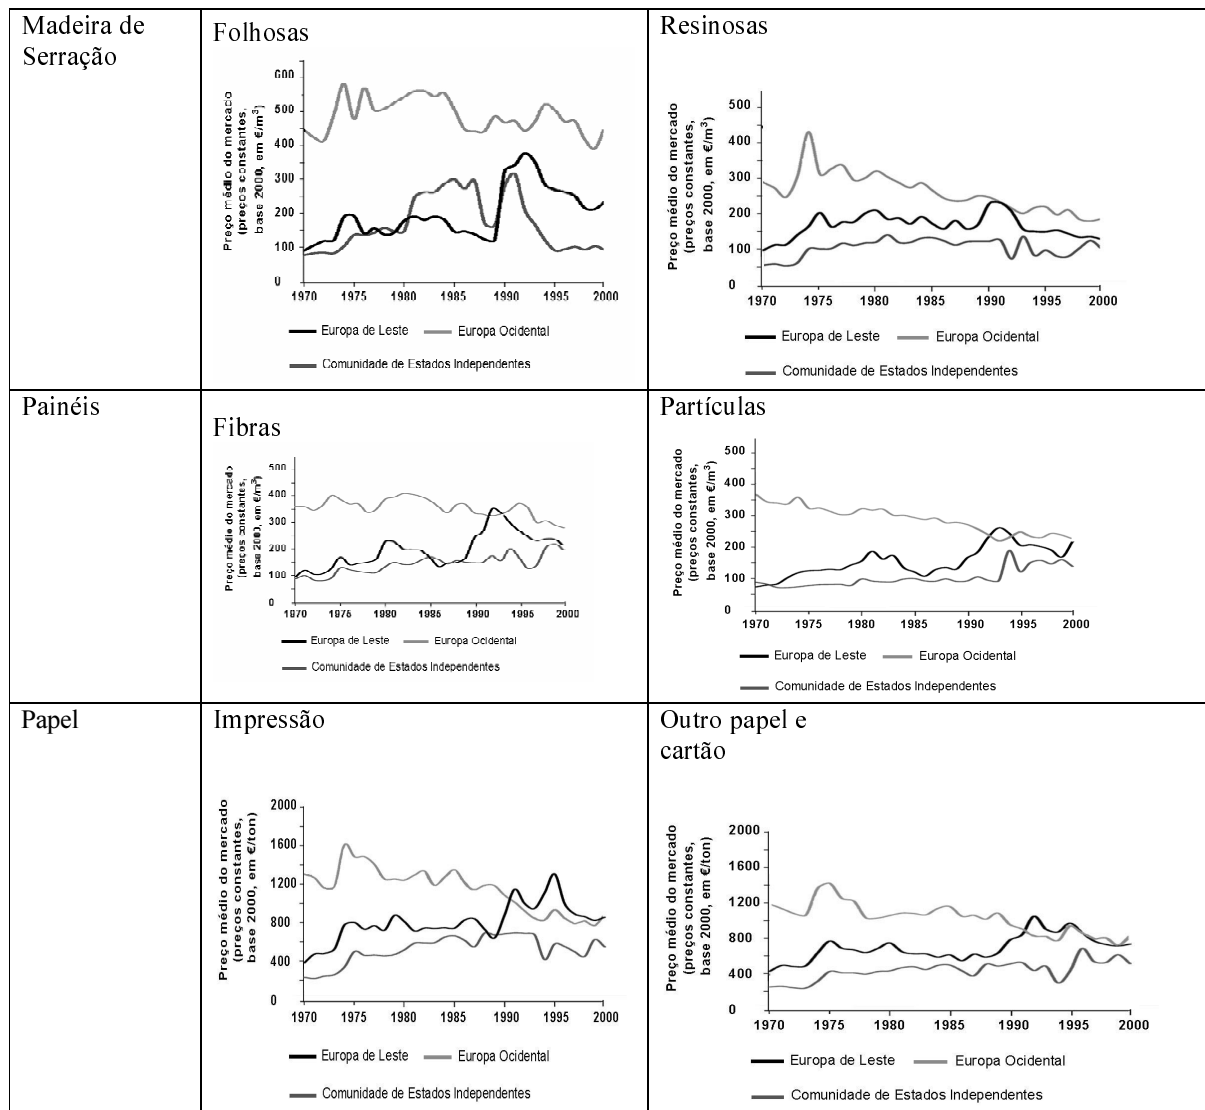 Madeira de
Serração
Folhosas
Preço médio do mercado
(preços constantes,
base 2000, em €/m³)
600
500
400
300
200
100
0
1970 1975 1980 1985 1990 1995 2000
Europa de Leste Europa Ocidental
Comunidade de Estados Independentes
Resinosas
Preço médio do mercado
(preços constantes,
base 2000, em €/m³)
500
400
300
200
100
0
1970 1975 1980 1985 1990 1995 2000
Europa de Leste Europa Ocidental
Comunidade de Estados Independentes
Painéis
Fibras
Preço médio do mercado
(preços constantes,
base 2000, em €/m³)
500
400
300
200
100
0
1970 1975 1980 1985 1990 1995 2000
Europa de Leste Europa Ocidental
Comunidade de Estados Independentes
Partículas
Preço médio do mercado
(preços constantes,
base 2000, em €/m³)
500
400
300
200
100
0
1970 1975 1980 1985 1990 1995 2000
Europa de Leste Europa Ocidental
Comunidade de Estados Independentes
Papel
Impressão
Preço médio do mercado
(preços constantes,
base 2000, em €/ton)
2000
1600
1200
800
400
0
1970 1975 1980 1985 1990 1995 2000
Europa de Leste Europa Ocidental
Comunidade de Estados Independentes
Outro papel e
cartão
Preço médio do mercado
(preços constantes,
base 2000, em €/ton)
2000
1600
1200
800
400
0
1970 1975 1980 1985 1990 1995 2000
Europa de Leste Europa Ocidental
Comunidade de Estados Independentes